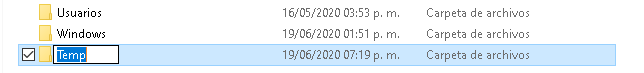 Usuarios 16/05/2020 03:53 p. m. Carpeta de archivos
Windows 19/06/2020 01:51 p. m. Carpeta de archivos
Temp 19/06/2020 07:19 p. m. Carpeta de archivos